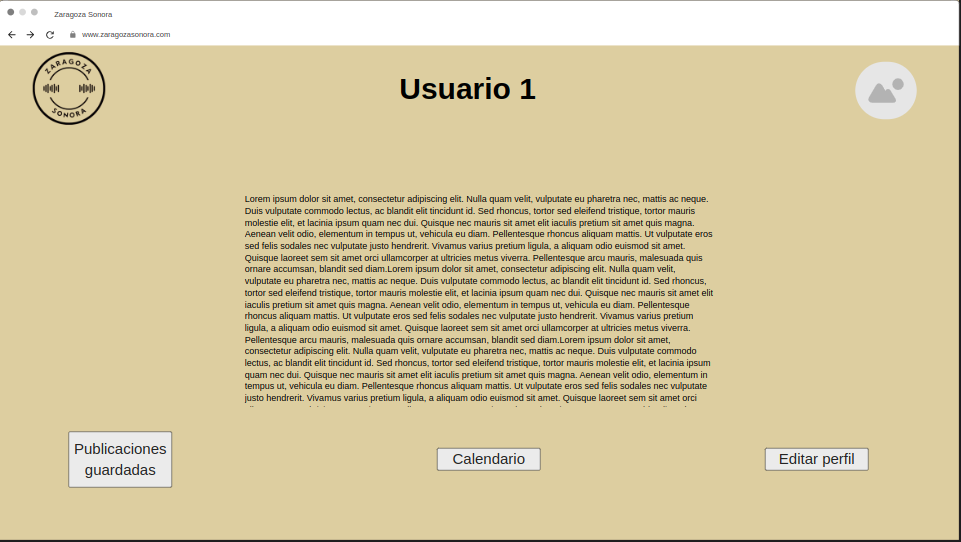 Zaragoza Sonora
www.zaragozasonora.com
ZARAGOZA
SONORA
Usuario 1
Lorem ipsum dolor sit amet, consectetur adipiscing elit. Nulla quam velit, vulputate eu pharetra nec, mattis ac neque.
Duis vulputate commodo lectus, ac blandit elit tincidunt id. Sed rhoncus, tortor sed eleifend tristique, tortor mauris
molestie elit, et lacinia ipsum quam nec dui. Quisque nec mauris sit amet elit iaculis pretium sit amet quis magna.
Aenean velit odio, elementum in tempus ut, vehicula eu diam. Pellentesque rhoncus aliquam mattis. Ut vulputate eros
sed felis sodales nec vulputate justo hendrerit. Vivamus varius pretium ligula, a aliquam odio euismod sit amet.
Quisque laoreet sem sit amet orci ullamcorper at ultricies metus viverra. Pellentesque arcu mauris, malesuada quis
ornare accumsan, blandit sed diam.Lorem ipsum dolor sit amet, consectetur adipiscing elit. Nulla quam velit,
vulputate eu pharetra nec, mattis ac neque. Duis vulputate commodo lectus, ac blandit elit tincidunt id. Sed rhoncus,
tortor sed eleifend tristique, tortor mauris molestie elit, et lacinia ipsum quam nec dui. Quisque nec mauris sit amet elit
iaculis pretium sit amet quis magna. Aenean velit odio, elementum in tempus ut, vehicula eu diam. Pellentesque
rhoncus aliquam mattis. Ut vulputate eros sed felis sodales nec vulputate justo hendrerit. Vivamus varius pretium
ligula, a aliquam odio euismod sit amet. Quisque laoreet sem sit amet orci ullamcorper at ultricies metus viverra.
Pellentesque arcu mauris, malesuada quis ornare accumsan, blandit sed diam.Lorem ipsum dolor sit amet,
consectetur adipiscing elit. Nulla quam velit, vulputate eu pharetra nec, mattis ac neque. Duis vulputate commodo
lectus, ac blandit elit tincidunt id. Sed rhoncus, tortor sed eleifend tristique, tortor mauris molestie elit, et lacinia ipsum
quam nec dui. Quisque nec mauris sit amet elit iaculis pretium sit amet quis magna. Aenean velit odio, elementum in
tempus ut, vehicula eu diam. Pellentesque rhoncus aliquam mattis. Ut vulputate eros sed felis sodales nec vulputate
justo hendrerit. Vivamus varius pretium ligula, a aliquam odio euismod sit amet. Quisque laoreet sem sit amet orci
Publicaciones
guardadas
Calendario
Editar perfil